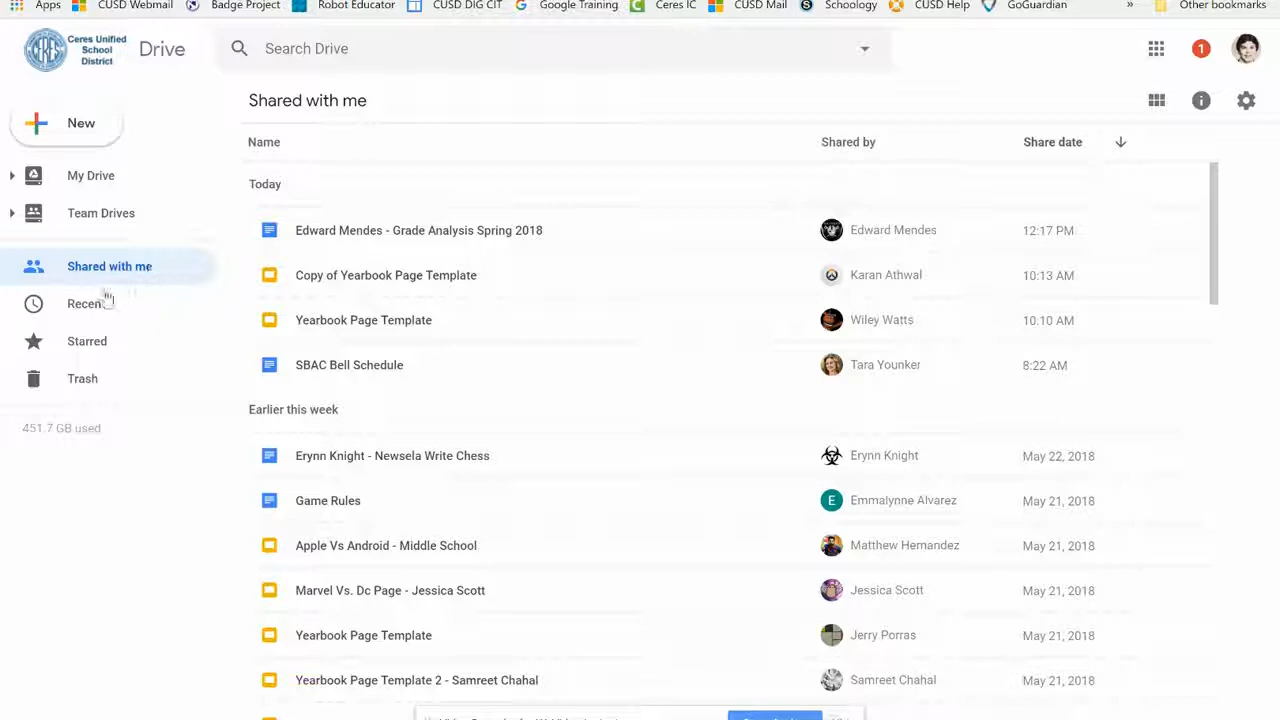 Apps CUSD Webmail Badge Project Robot Educator CUSD DIG CIT Google Training Ceres IC CUSD Mail Schoology CUSD Help GoGuardian » Other bookmarks
CERES Ceres Unified School District Drive Search Drive 1
Shared with me
New
Name Shared by Share date
My Drive
Today
Team Drives
Edward Mendes - Grade Analysis Spring 2018 Edward Mendes 12:17 PM
Shared with me
Copy of Yearbook Page Template Karan Athwal 10:13 AM
Recen
Yearbook Page Template Wiley Watts 10:10 AM
Starred
SBAC Bell Schedule Tara Younker 8:22 AM
Trash
Earlier this week
451.7 GB used
Erynn Knight - Newsela Write Chess Erynn Knight May 22, 2018
Game Rules E Emmalynne Alvarez May 21, 2018
Apple Vs Android - Middle School Matthew Hernandez May 21, 2018
Marvel Vs. Dc Page - Jessica Scott Jessica Scott May 21, 2018
Yearbook Page Template Jerry Porras May 21, 2018
Yearbook Page Template 2 - Samreet Chahal Samreet Chahal May 21, 2018